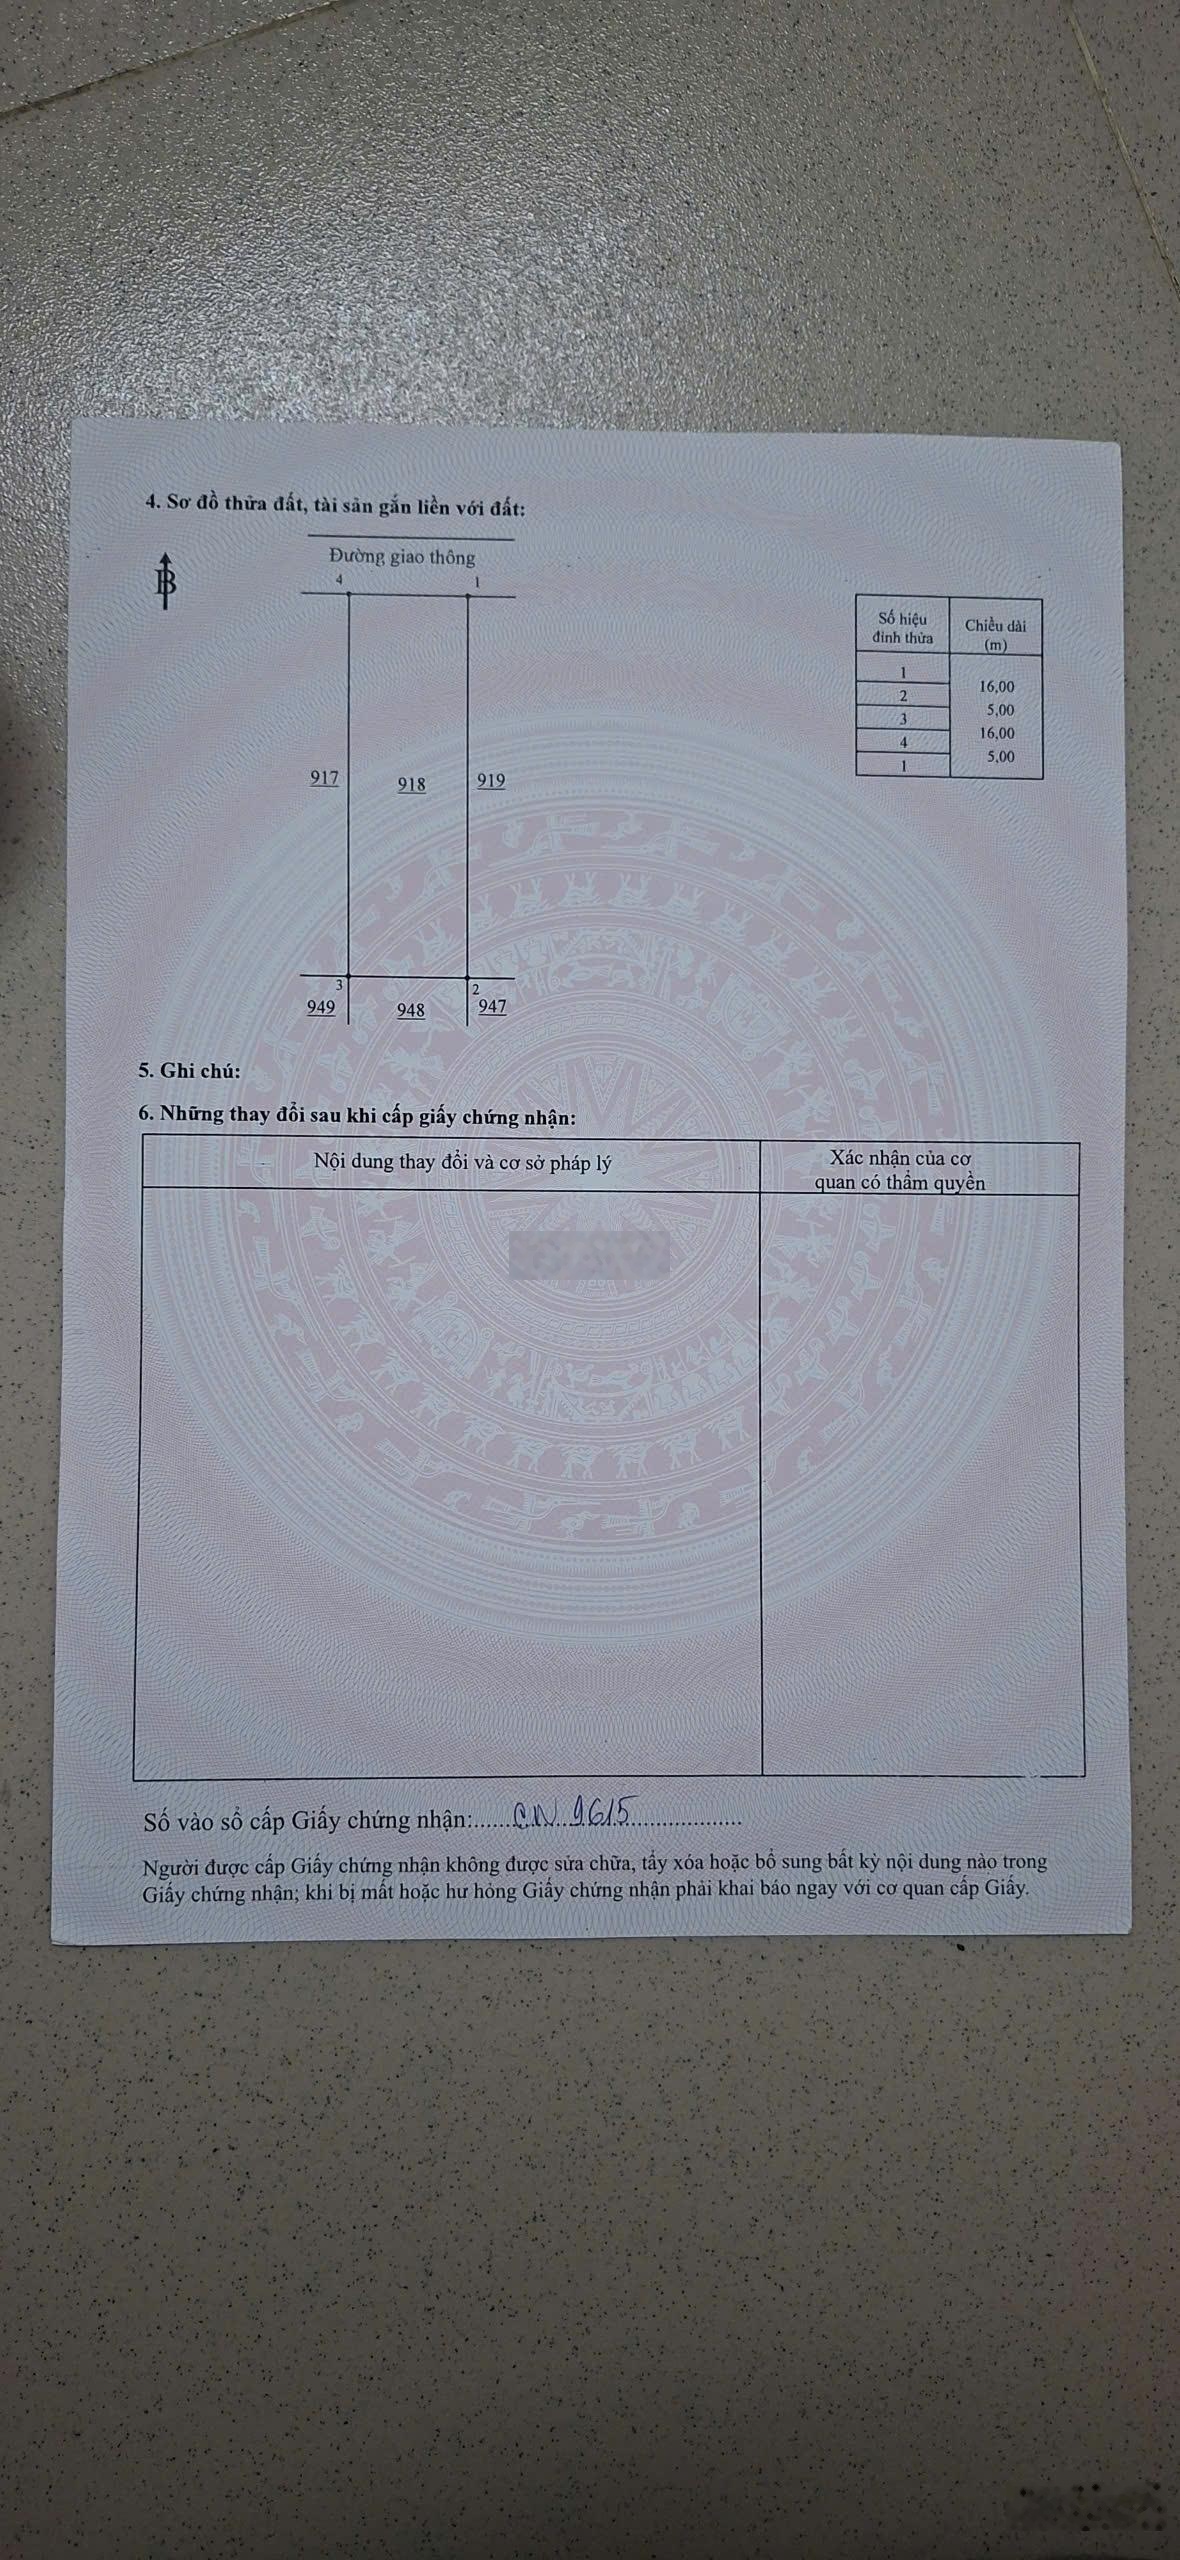 4. Sơ đồ thửa đất, tài sản gắn liền với đất:
Đường giao thông
B
4 1
917 918 919
3 2
949 948 947
Số hiệu đỉnh thửa Chiều dài (m)
1
16,00
2
5,00
3
16,00
4
5,00
1
5. Ghi chú:
6. Những thay đổi sau khi cấp giấy chứng nhận:
Nội dung thay đổi và cơ sở pháp lý
Xác nhận của cơ
quan có thẩm quyền
Số vào sổ cấp Giấy chứng nhận:......CN 9615......................
Người được cấp Giấy chứng nhận không được sửa chữa, tẩy xóa hoặc bổ sung bất kỳ nội dung nào trong
Giấy chứng nhận; khi bị mất hoặc hư hỏng Giấy chứng nhận phải khai báo ngay với cơ quan cấp Giấy.